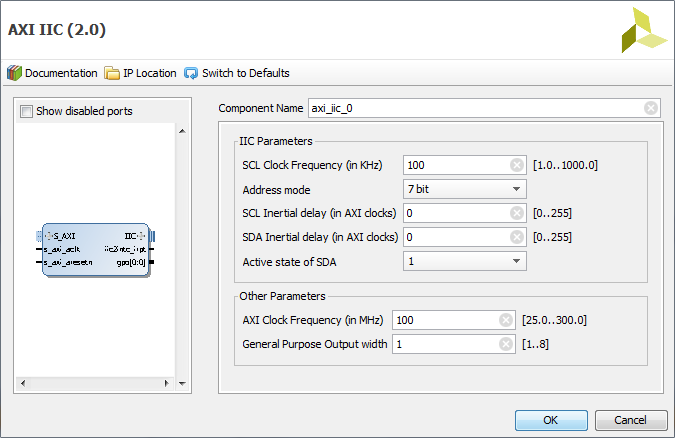 AXI IIC (2.0)
Documentation IP Location Switch to Defaults
Show disabled ports
S_AXI IIC
s_axi_aclk iic2intc_irpt
s_axi_aresetn gpo[0:0]
Component Name axi_iic_0
IIC Parameters
SCL Clock Frequency (in KHz) 100 [1.0..1000.0]
Address mode 7 bit
SCL Inertial delay (in AXI clocks) 0 [0..255]
SDA Inertial delay (in AXI clocks) 0 [0..255]
Active state of SDA 1
Other Parameters
AXI Clock Frequency (in MHz) 100 [25.0..300.0]
General Purpose Output width 1 [1..8]
OK Cancel